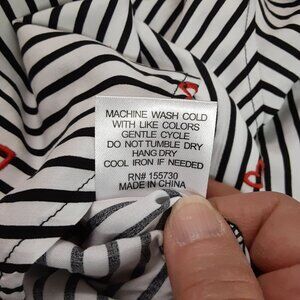 MACHINE WASH COLD
WITH LIKE COLORS
GENTLE CYCLE
DO NOT TUMBLE DRY
HANG DRY
COOL IRON IF NEEDED
RN# 155730
MADE IN CHINA